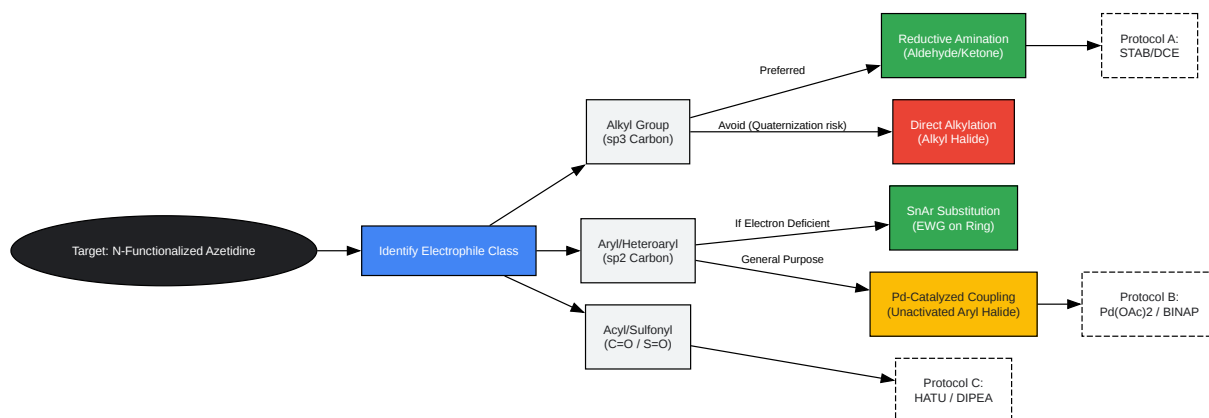 Target: N-Functionalized Azetidine
Identify Electrophile Class
Alkyl Group
(sp3 Carbon)
Preferred
Reductive Amination
(Aldehyde/Ketone)
Protocol A:
STAB/DCE
Avoid (Quaternization risk)
Direct Alkylation
(Alkyl Halide)
Aryl/Heteroaryl
(sp2 Carbon)
If Electron Deficient
SnAr Substitution
(EWG on Ring)
General Purpose
Pd-Catalyzed Coupling
(Unactivated Aryl Halide)
Protocol B:
Pd(OAc)2 / BINAP
Acyl/Sulfonyl
(C=O / S=O)
Protocol C:
HATU / DIPEA